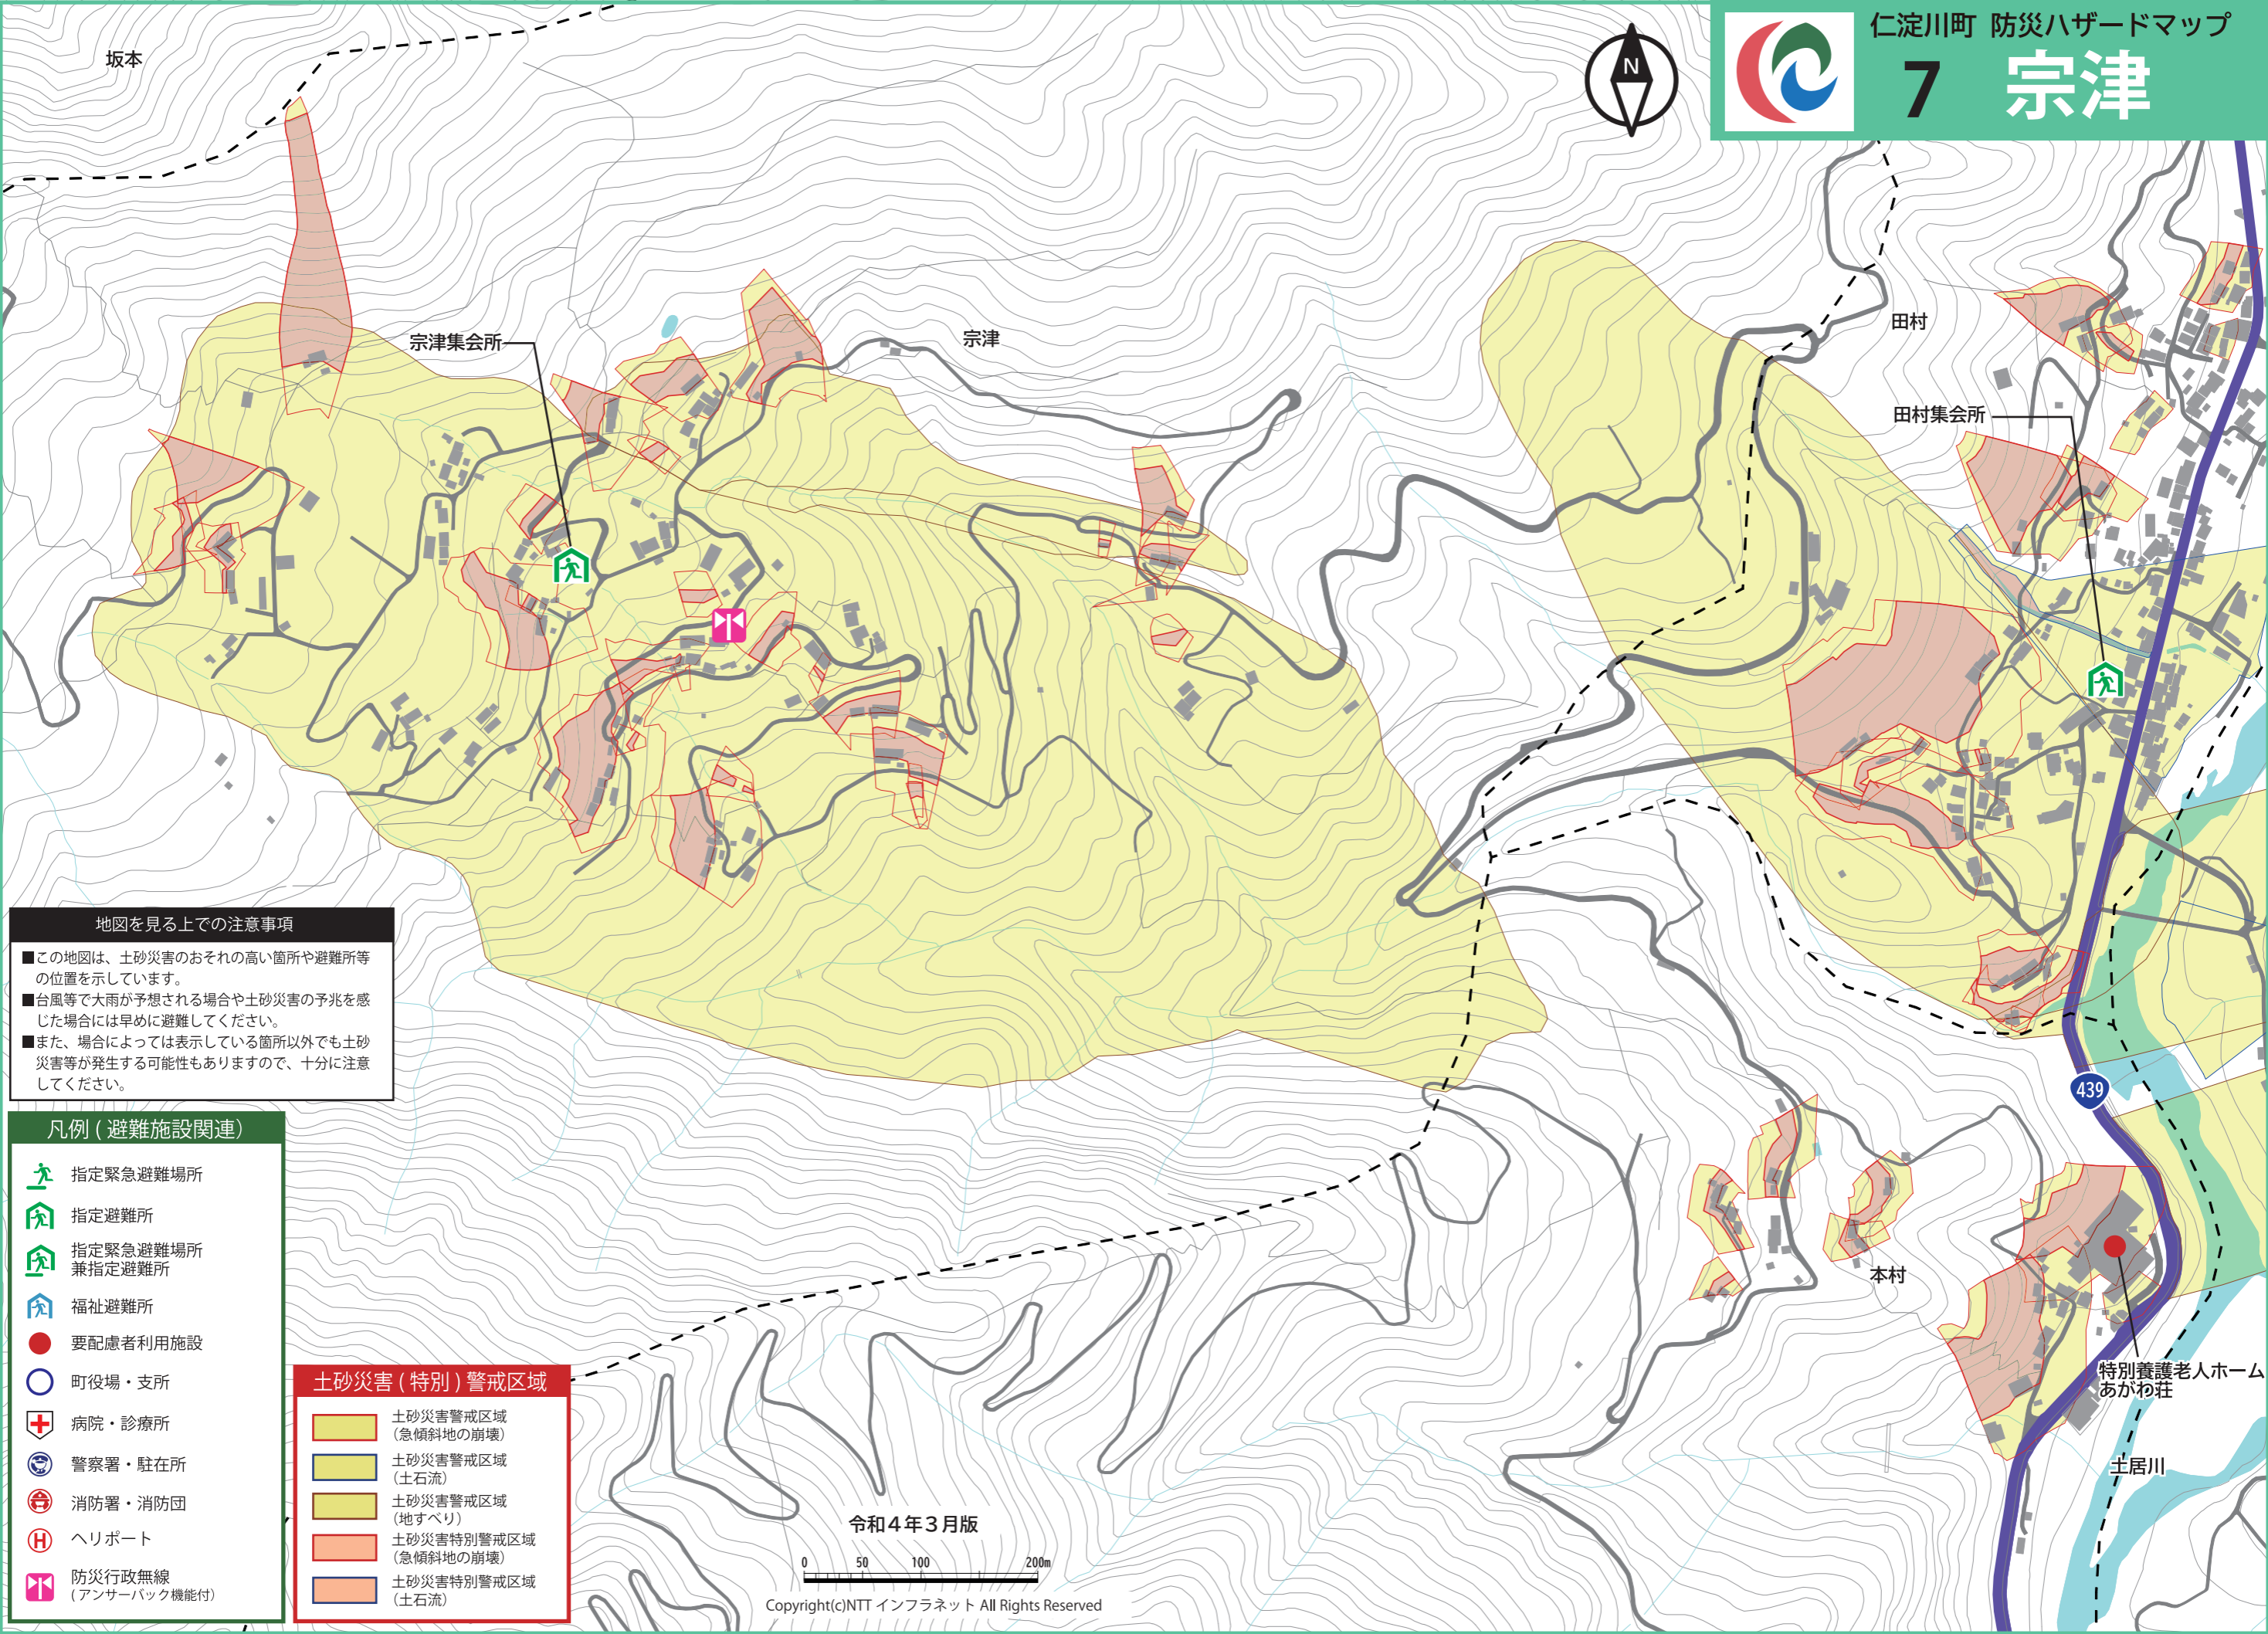 仁淀川町 防災ハザードマップ
7 宗津
N
坂本
宗津集会所
宗津
田村
田村集会所
439
本村
特別養護老人ホーム
あがわ荘
土居川
地図を見る上での注意事項
■この地図は、土砂災害のおそれの高い箇所や避難所等
の位置を示しています。
■台風等で大雨が予想される場合や土砂災害の予兆を感
じた場合には早めに避難してください。
■また、場合によっては表示している箇所以外でも土砂
災害等が発生する可能性もありますので、十分に注意
してください。
凡例 ( 避難施設関連）
指定緊急避難場所
指定避難所
指定緊急避難場所
兼指定避難所
福祉避難所
要配慮者利用施設
町役場・支所
病院・診療所
警察署・駐在所
消防署・消防団
H ヘリポート
防災行政無線
( アンサーバック機能付）
土砂災害 ( 特別 ) 警戒区域
土砂災害警戒区域
（急傾斜地の崩壊）
土砂災害警戒区域
（土石流）
土砂災害警戒区域
（地すべり）
土砂災害特別警戒区域
（急傾斜地の崩壊）
土砂災害特別警戒区域
（土石流）
令和４年３月版
0 50 100 200m
Copyright(c)NTT インフラネット All Rights Reserved